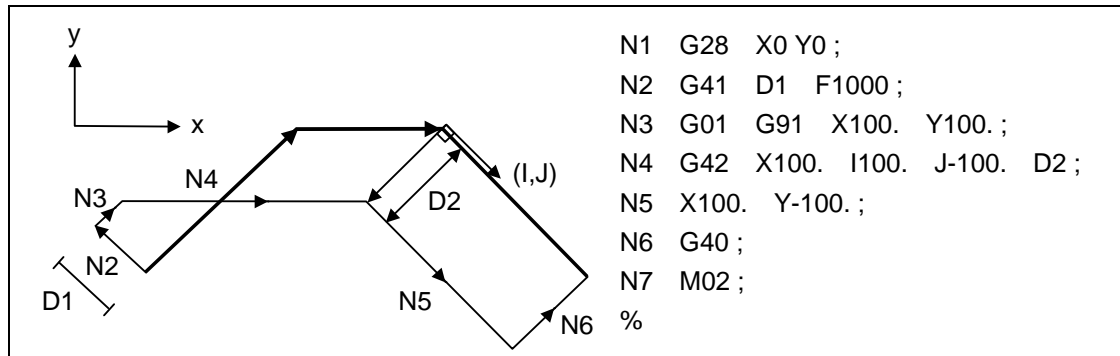 y
x
N3
N4
N2
D1
D2
(I,J)
N5
N6
N1 G28 X0 Y0 ;
N2 G41 D1 F1000 ;
N3 G01 G91 X100. Y100. ;
N4 G42 X100. I100. J-100. D2 ;
N5 X100. Y-100. ;
N6 G40 ;
N7 M02 ;
%